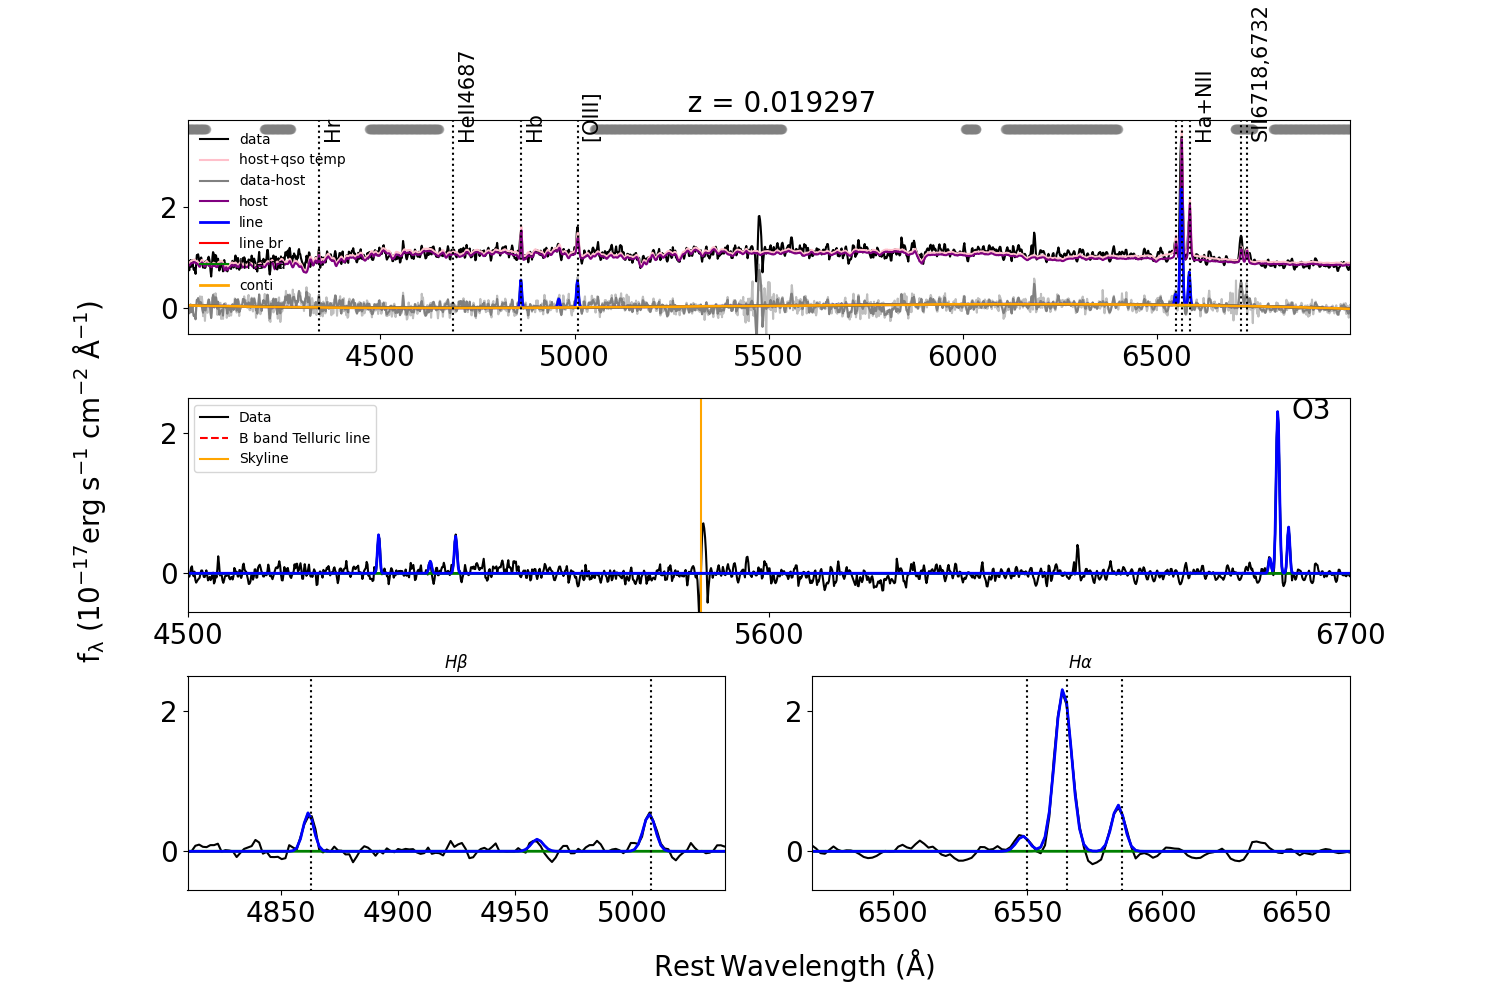 z = 0.019297
Hr
HeII4687
Hb
[OIII]
Ha+NII
SII6718,6732
data
host+qso temp
data-host
host
line
line br
conti
2
0
4500
5000
5500
6000
6500
Data
B band Telluric line
Skyline
O3
2
0
4500
5600
6700
fλ (10−17erg s−1 cm−2 Å−1)
Hβ
2
0
4850
4900
4950
5000
Hα
2
0
6500
6550
6600
6650
Rest Wavelength (Å)